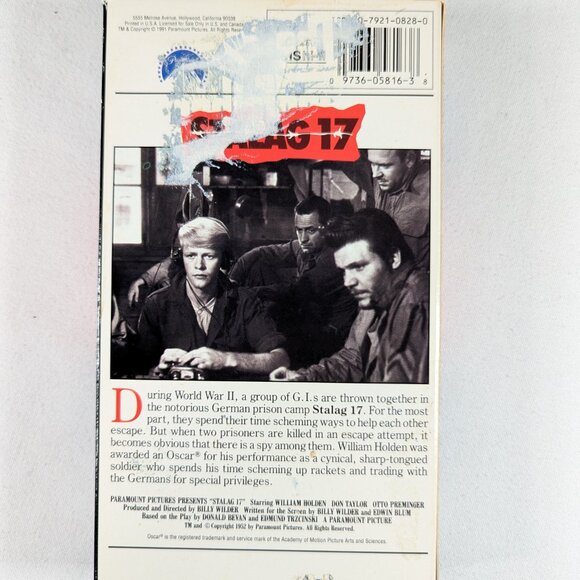 5555 Melrose Avenue, Hollywood, California 90038
Printed in U.S.A. Licensed for Sale Only in U.S. and Canada.
TM & Copyright © 1991 Paramount Pictures. All rights reserved.
0-7921-0828-0
0 9736-05816-3 8
STALAG 17
During World War II, a group of G.I.s are thrown together in
the notorious German prison camp Stalag 17. For the most
part, they spend their time scheming ways to help each other
escape. But when two prisoners are killed in an escape attempt, it
becomes obvious that there is a spy among them. William Holden was
awarded an Oscar® for his performance as a cynical, sharp-tongued
soldier who spends his time scheming up rackets and trading with
the Germans for special privileges.
PARAMOUNT PICTURES PRESENTS "STALAG 17" Starring WILLIAM HOLDEN DON TAYLOR OTTO PREMINGER
Produced and Directed by BILLY WILDER Written for the Screen by BILLY WILDER and EDWIN BLUM
Based on the Play by DONALD BEVAN and EDMUND TRZCINSKI A PARAMOUNT PICTURE
TM and © Copyright 1952 by Paramount Pictures. All Rights Reserved.
Oscar® is the registered trademark and service mark of the Academy of Motion Picture Arts and Sciences.